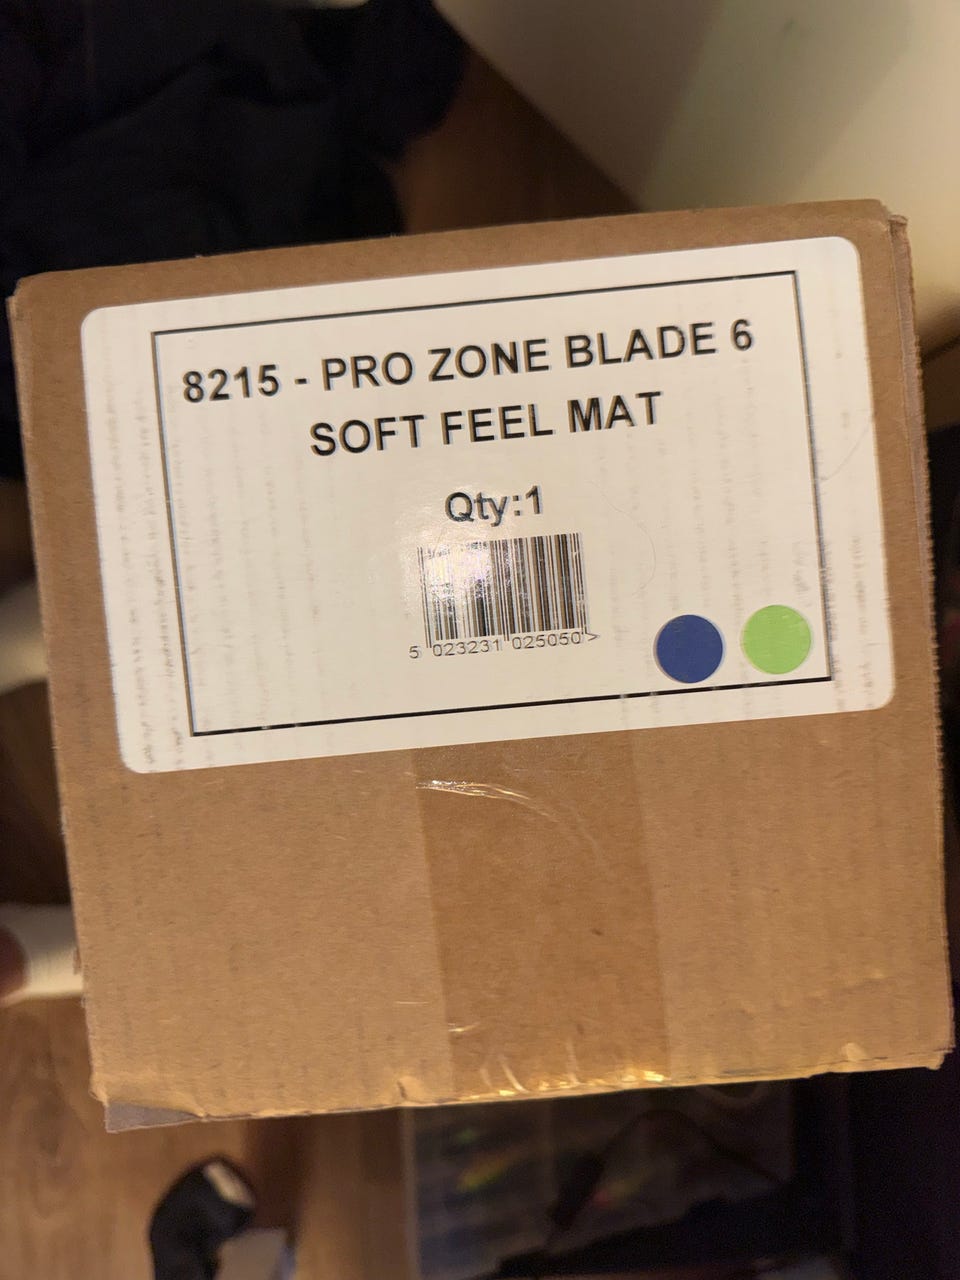 8215 - PRO ZONE BLADE 6
SOFT FEEL MAT
Qty:1
5 023231 025050 >